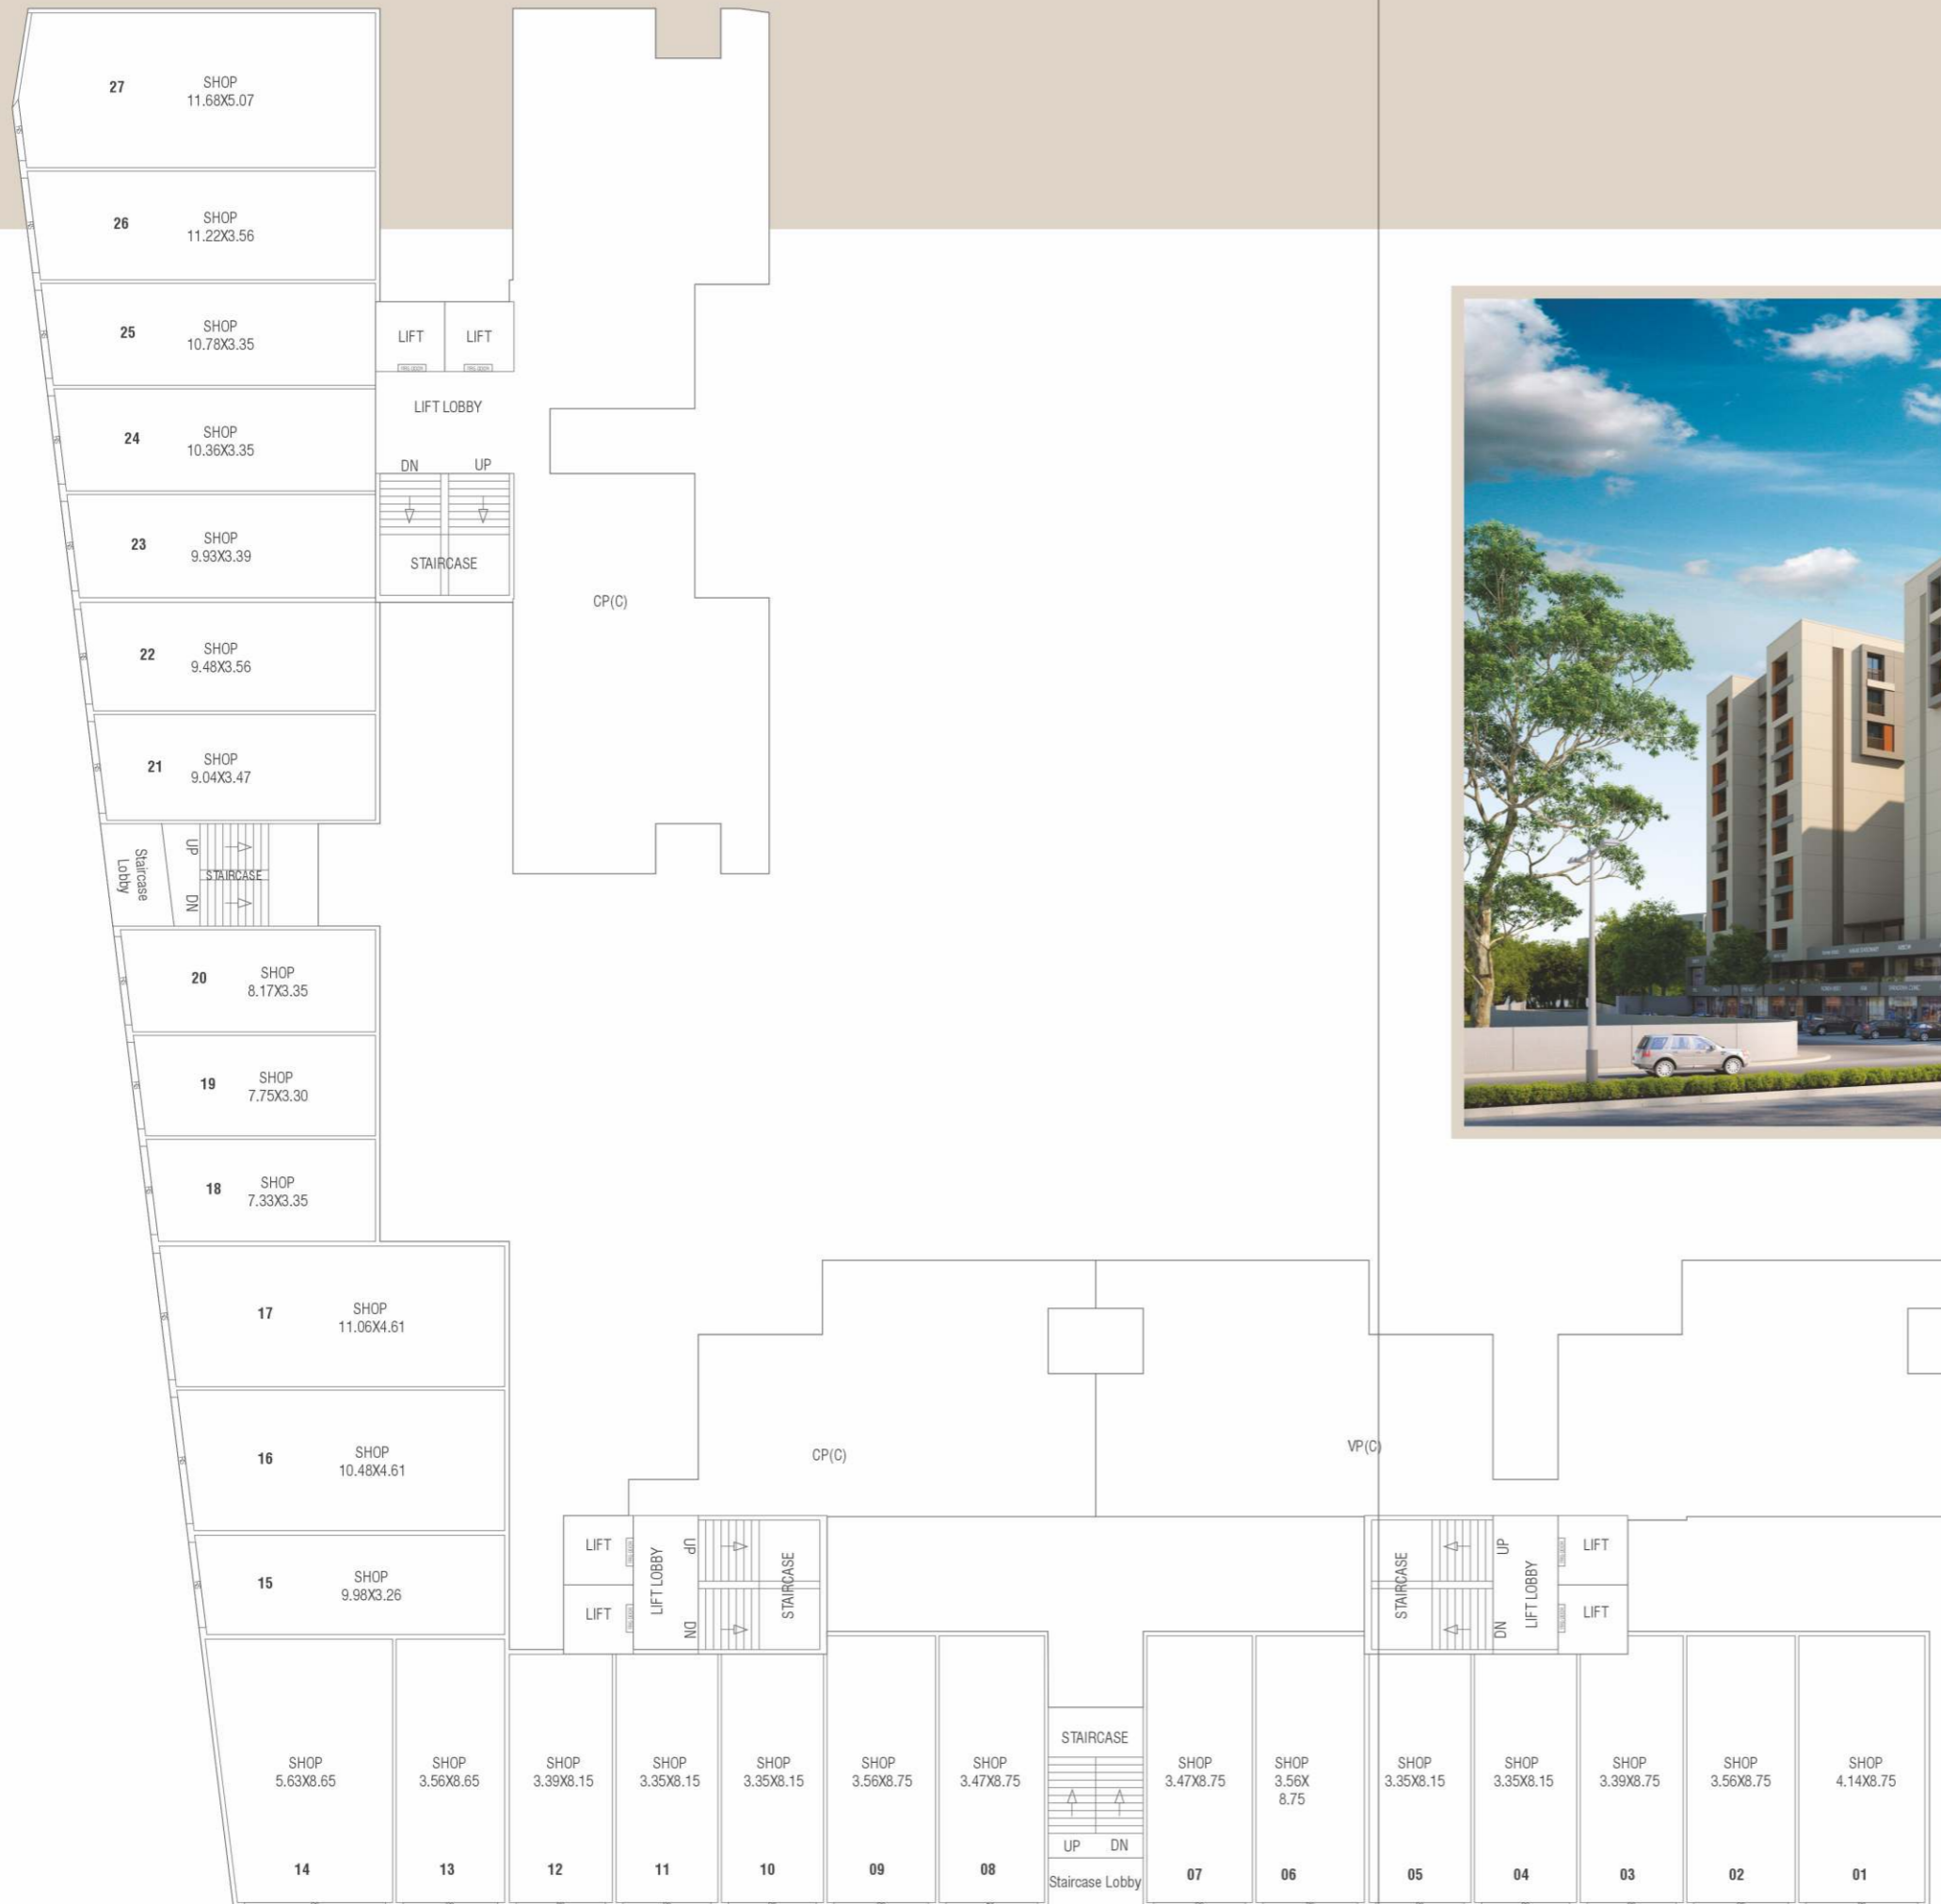 27
SHOP
11.68X5.07
26
SHOP
11.22X3.56
25
SHOP
10.78X3.35
LIFT
LIFT
LIFT LOBBY
24
SHOP
10.36X3.35
DN
UP
23
SHOP
9.93X3.39
STAIRCASE
CP(C)
22
SHOP
9.48X3.56
21
SHOP
9.04X3.47
Staircase
Lobby
UP
STAIRCASE
DN
20
SHOP
8.17X3.35
19
SHOP
7.75X3.30
18
SHOP
7.33X3.35
17
SHOP
11.06X4.61
16
SHOP
10.48X4.61
CP(C)
VP(C)
15
SHOP
9.98X3.26
LIFT
LIFT
LIFT LOBBY
UP
DN
STAIRCASE
STAIRCASE
UP
DN
LIFT LOBBY
LIFT
LIFT
SHOP
5.63X8.65
14
SHOP
3.56X8.65
13
SHOP
3.39X8.15
12
SHOP
3.35X8.15
11
SHOP
3.35X8.15
10
SHOP
3.56X8.75
09
SHOP
3.47X8.75
08
STAIRCASE
UP
DN
Staircase Lobby
SHOP
3.47X8.75
07
SHOP
3.56X
8.75
06
SHOP
3.35X8.15
05
SHOP
3.35X8.15
04
SHOP
3.39X8.75
03
SHOP
3.56X8.75
02
SHOP
4.14X8.75
01